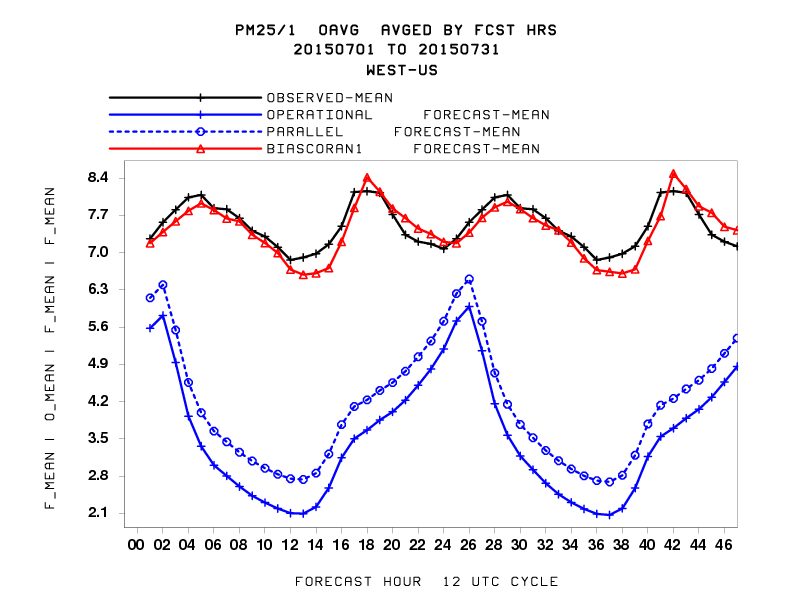 PM25/1 OAVG AVGED BY FCST HRS
20150701 TO 20150731
WEST-US
OBSERVED-MEAN
OPERATIONAL FORECAST-MEAN
PARALLEL FORECAST-MEAN
BIASCORAN1 FORECAST-MEAN
F_MEAN | O_MEAN | F_MEAN | F_MEAN
8.4
7.7
7.0
6.3
5.6
4.9
4.2
3.5
2.8
2.1
00 02 04 06 08 10 12 14 16 18 20 22 24 26 28 30 32 34 36 38 40 42 44 46
FORECAST HOUR 12 UTC CYCLE